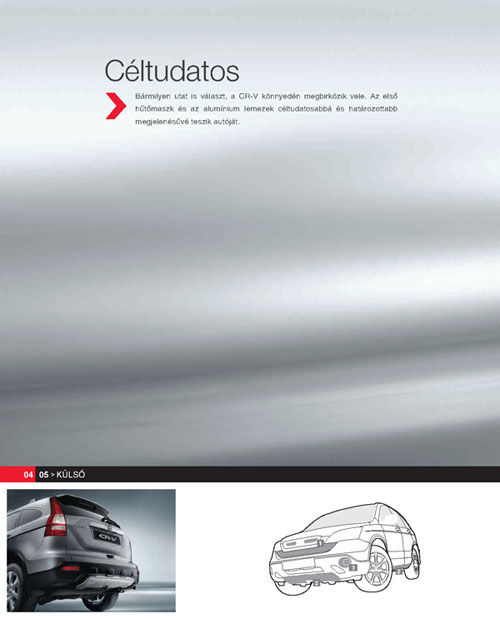 Céltudatos
Bármilyen utat is választ, a CR-V könnyedén megbirkózik vele. Az első
hűtőmaszk és az alumínium lemezek céltudatosabbá és határozottabb
megjelenésűvé teszik autóját.
04 05 > KÜLSŐ
CR-V